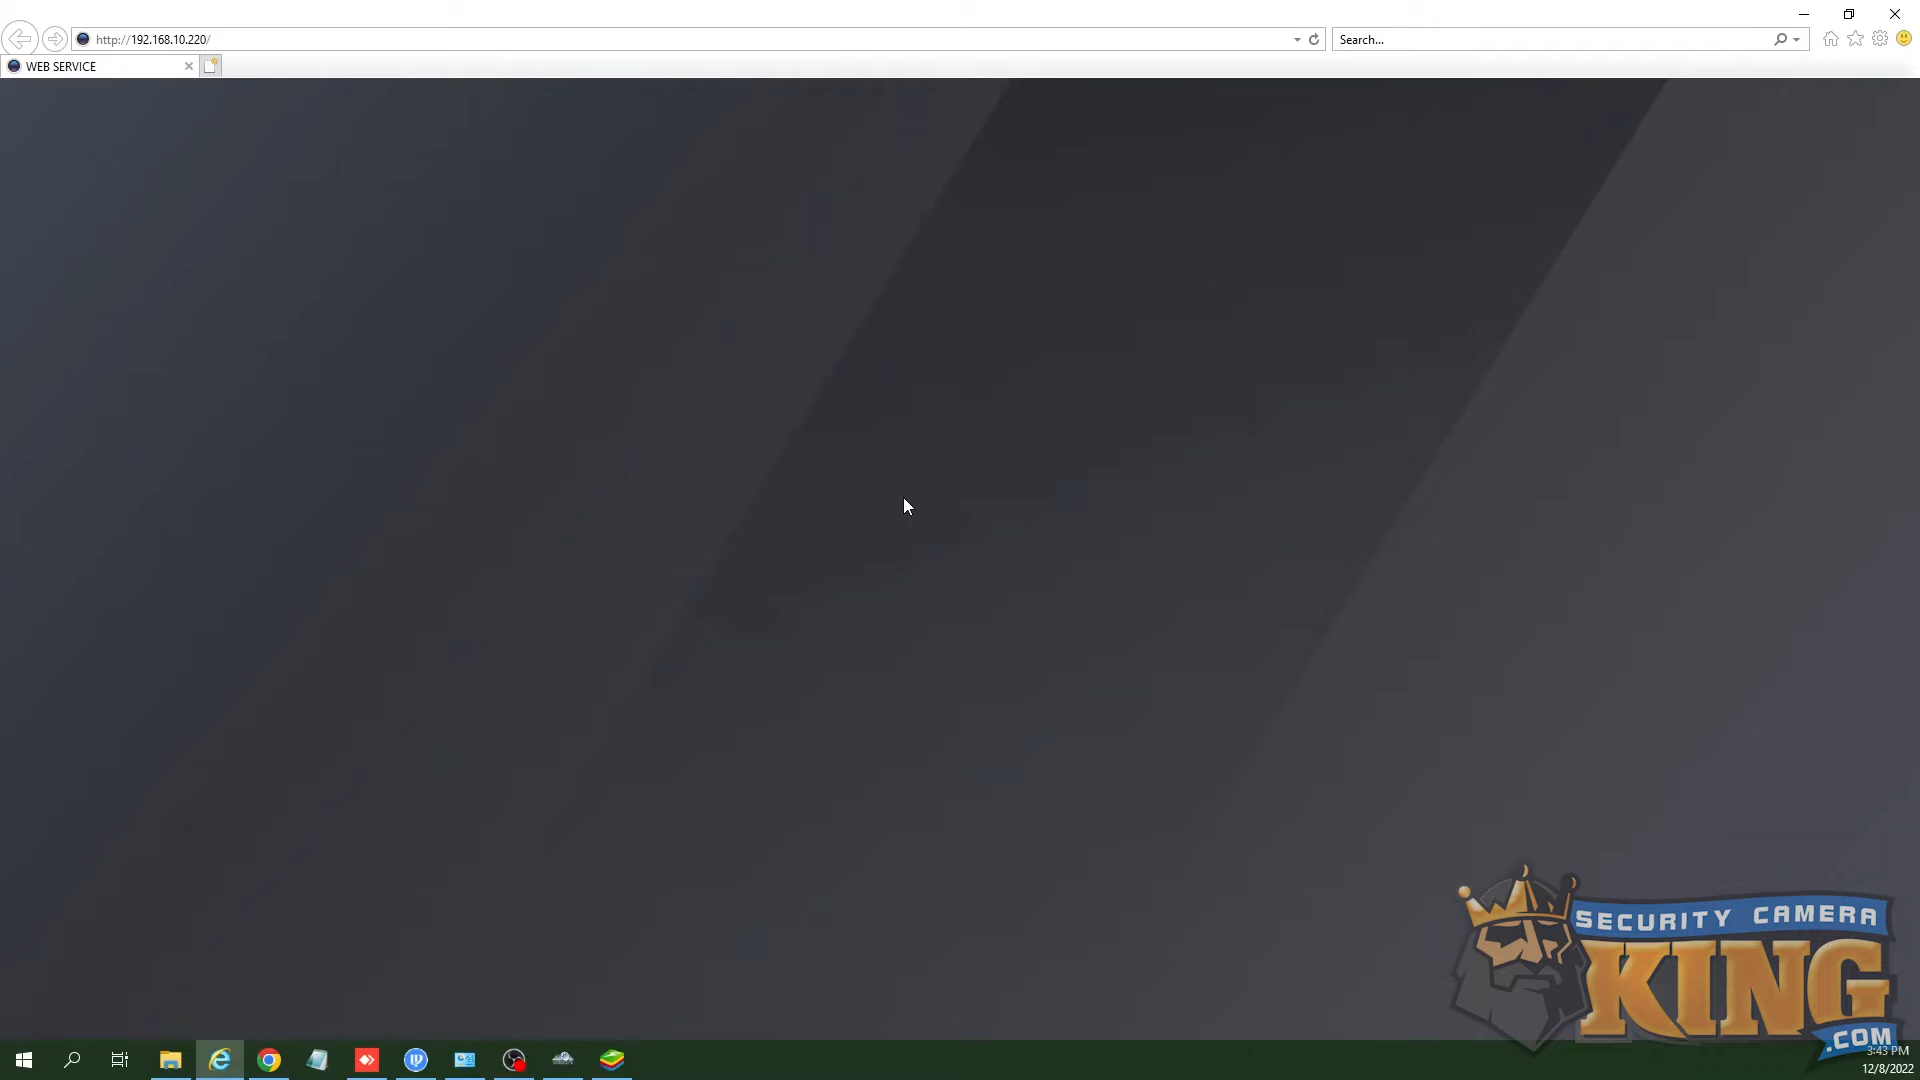 http://192.168.10.220/
Search...
WEB SERVICE
SECURITY CAMERA
KING
.COM
3:43 PM
12/8/2022